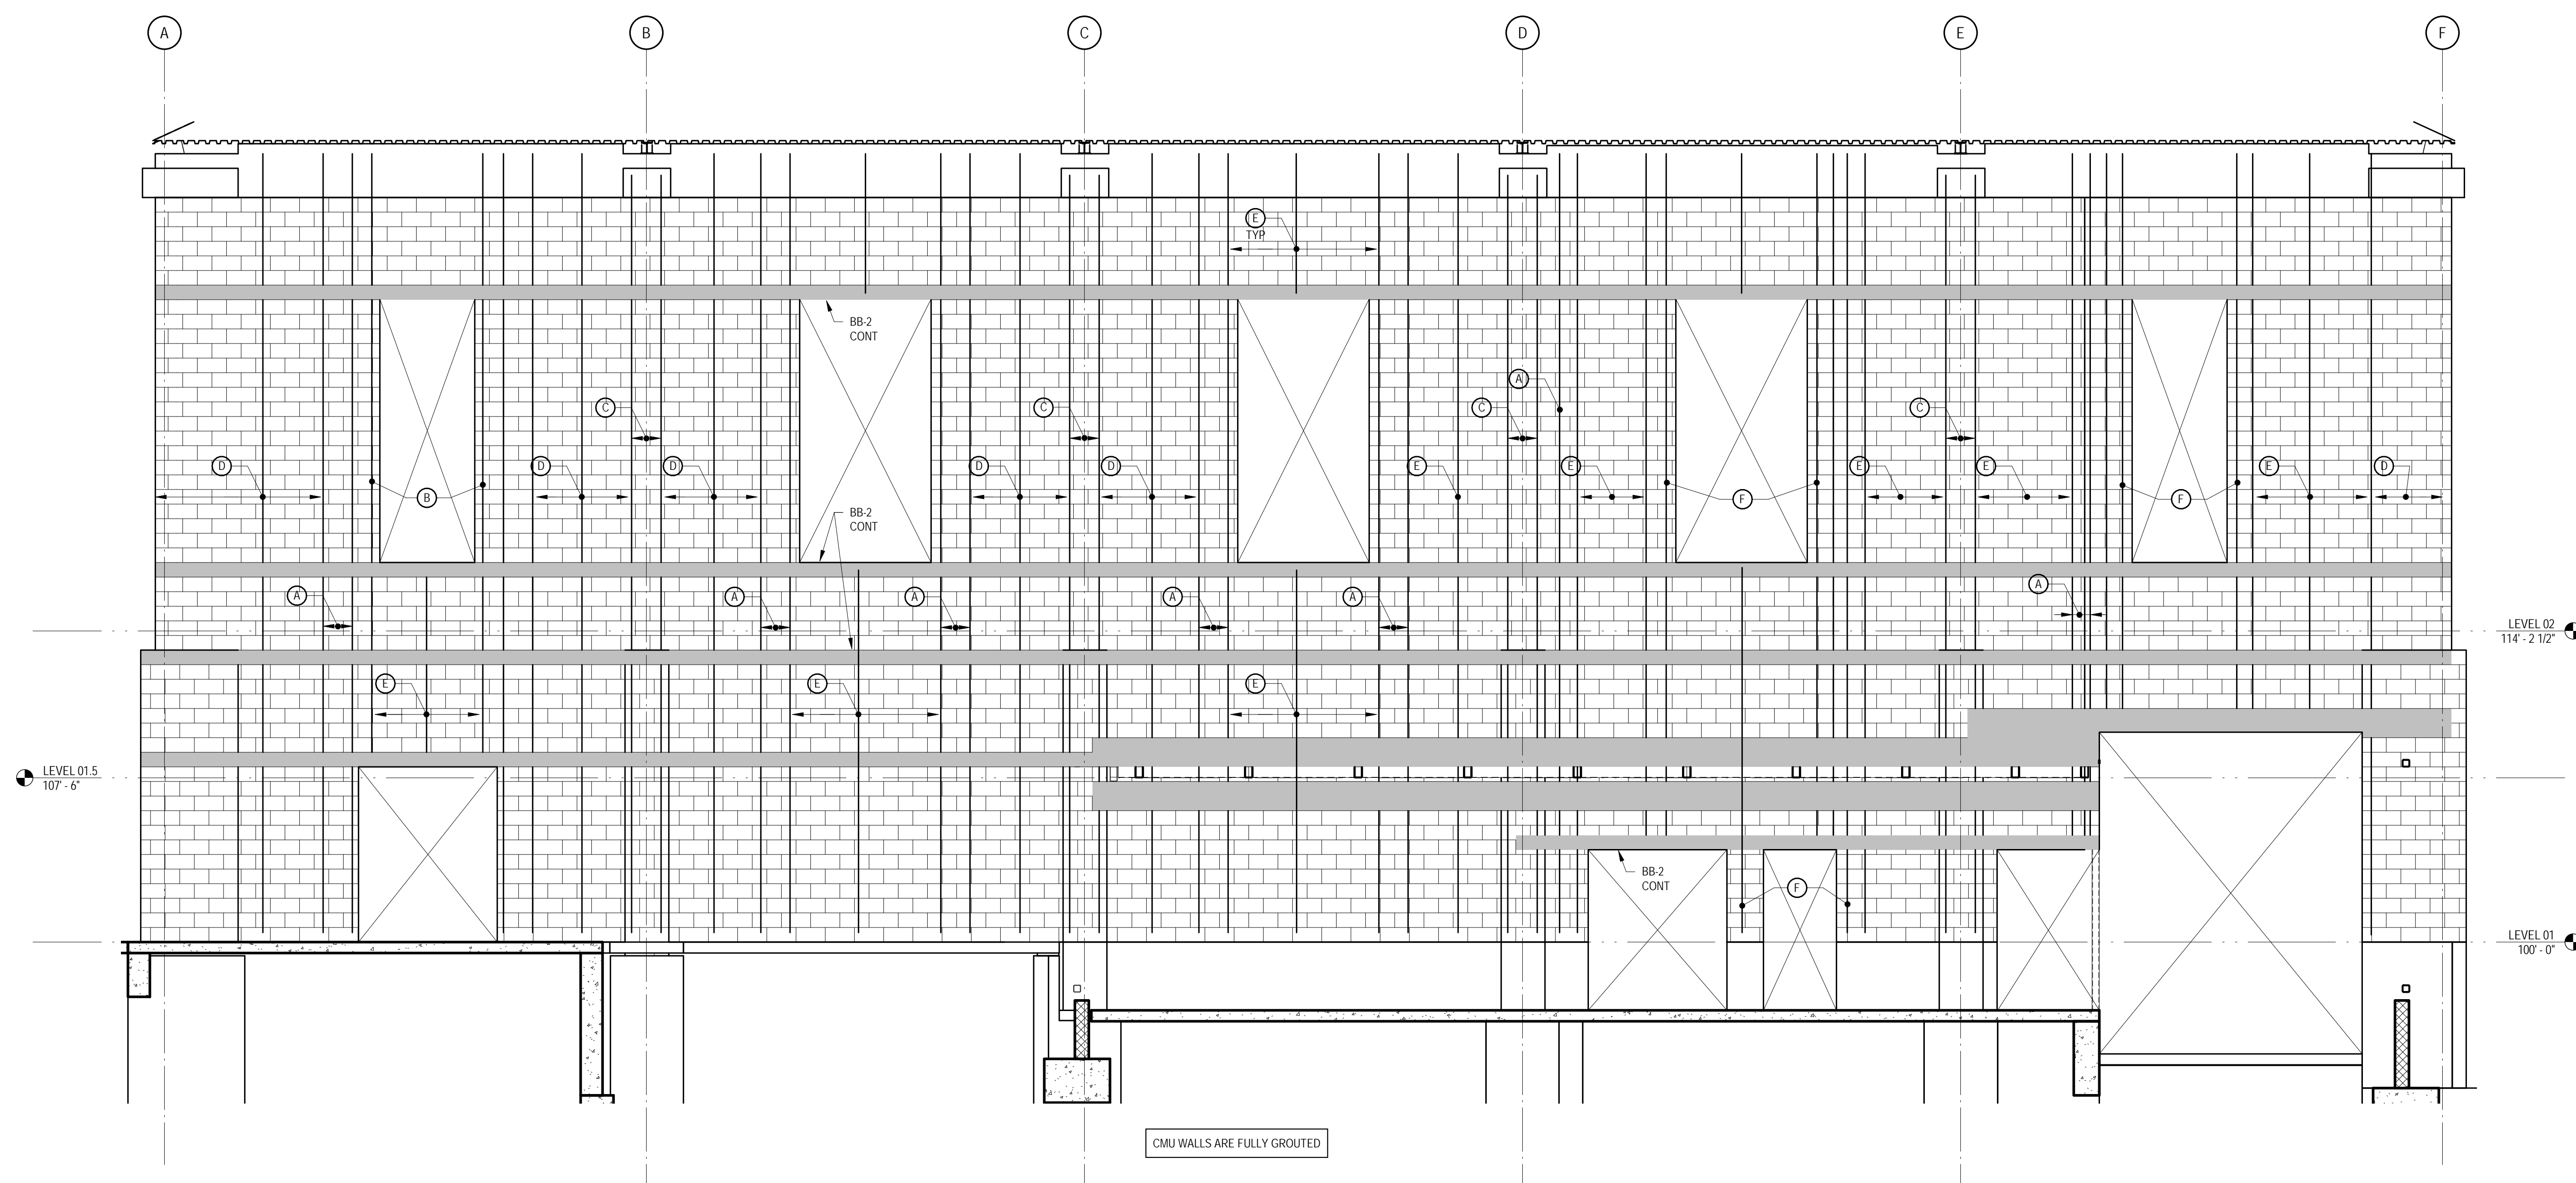 A B C D E F
E
TYP
BB-2
CONT
A
C C C C
D D D D D E E E E E D
B F F
BB-2
CONT
A
A A A A A
LEVEL 02
114' - 2 1/2"
E E E
LEVEL 01.5
107' - 6"
BB-2
CONT
F
LEVEL 01
100' - 0"
CMU WALLS ARE FULLY GROUTED